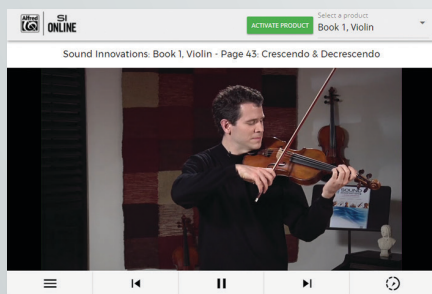 Alfred
SI
ONLINE
ACTIVATE PRODUCT
Select a product
Book 1, Violin
Sound Innovations: Book 1, Violin - Page 43: Crescendo & Decrescendo
SOUND